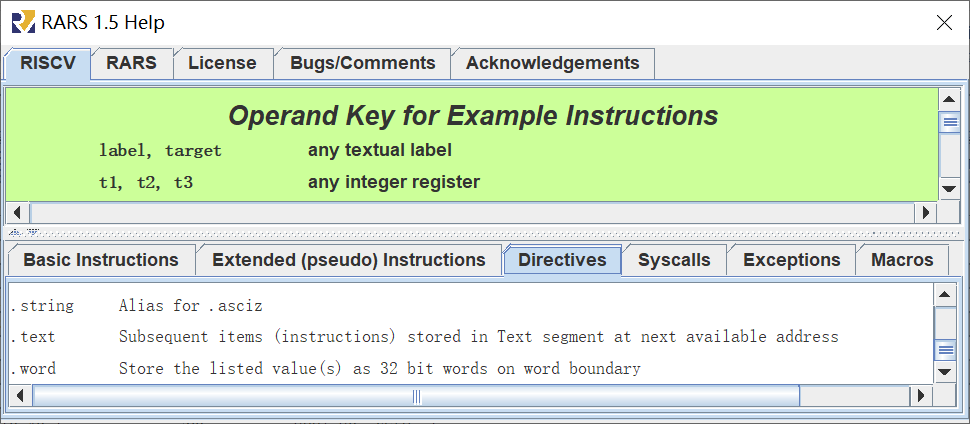 RARS 1.5 Help
RISCV RARS License Bugs/Comments Acknowledgements
Operand Key for Example Instructions
label, target any textual label
t1, t2, t3 any integer register
Basic Instructions Extended (pseudo) Instructions Directives Syscalls Exceptions Macros
.string Alias for .asciz
.text Subsequent items (instructions) stored in Text segment at next available address
.word Store the listed value(s) as 32 bit words on word boundary